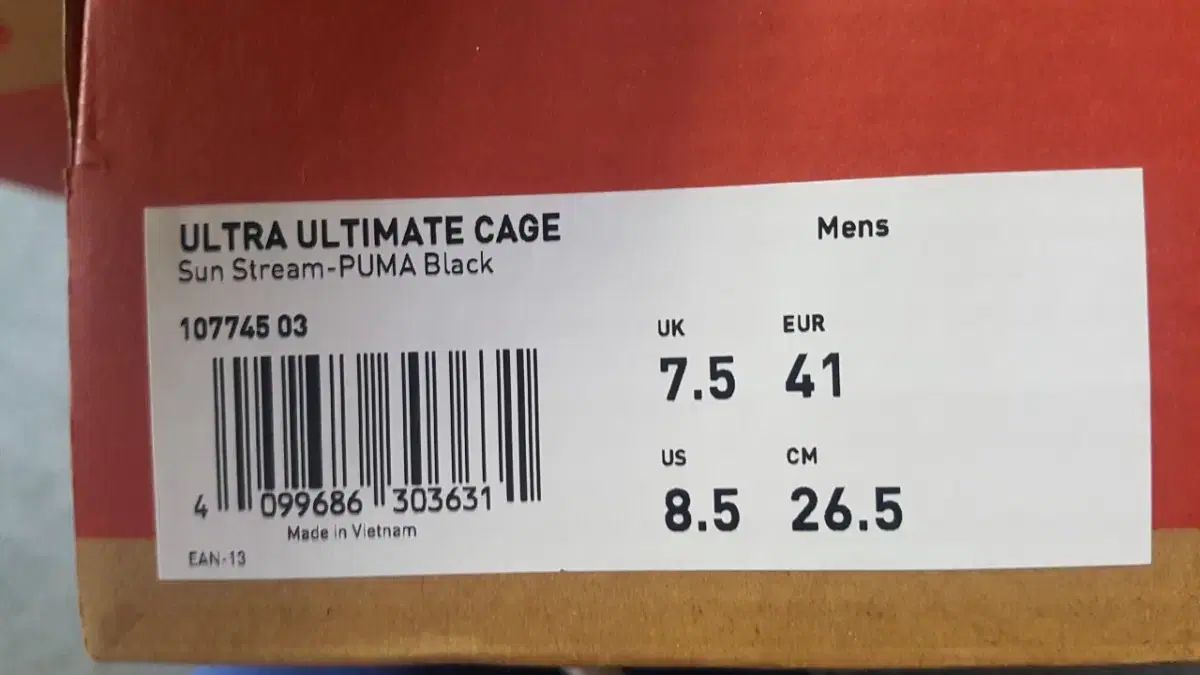 ULTRA ULTIMATE CAGE
Sun Stream-PUMA Black
Mens
107745 03
UK EUR
7.5 41
US CM
8.5 26.5
4 099686 303631
Made in Vietnam
EAN-13